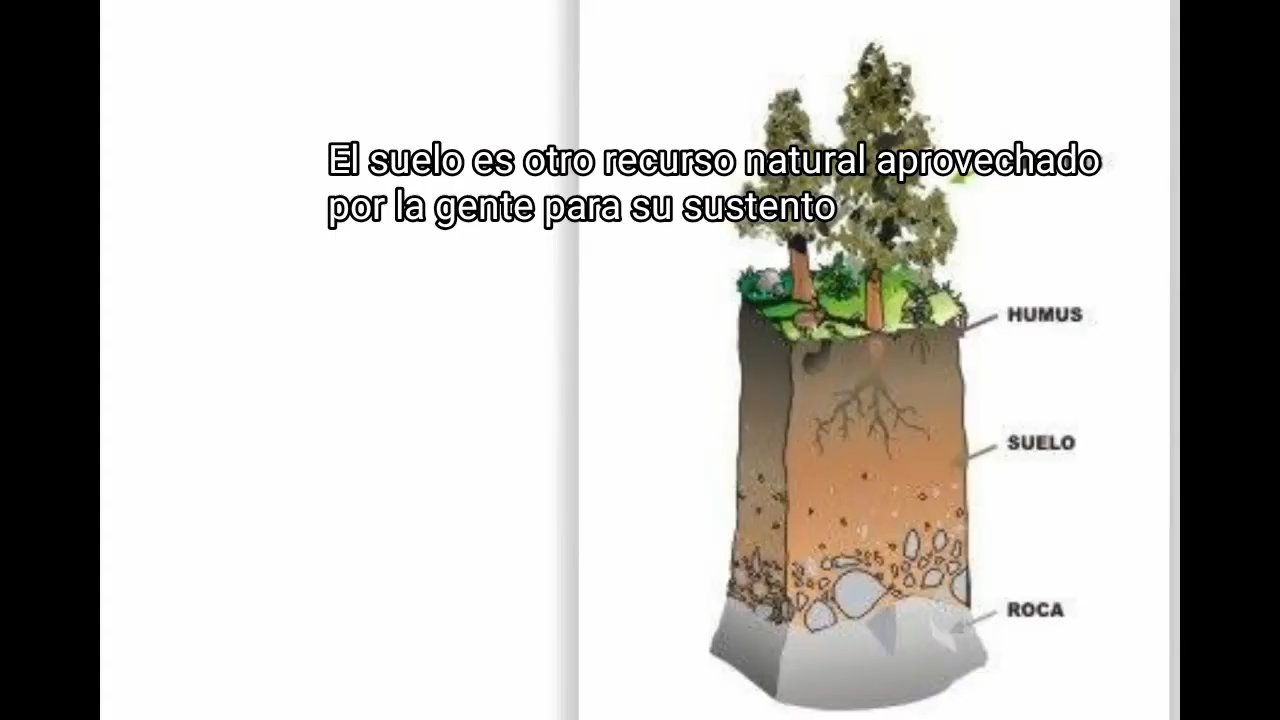 El suelo es otro recurso natural aprovechado
por la gente para su sustento
HUMUS
SUELO
ROCA